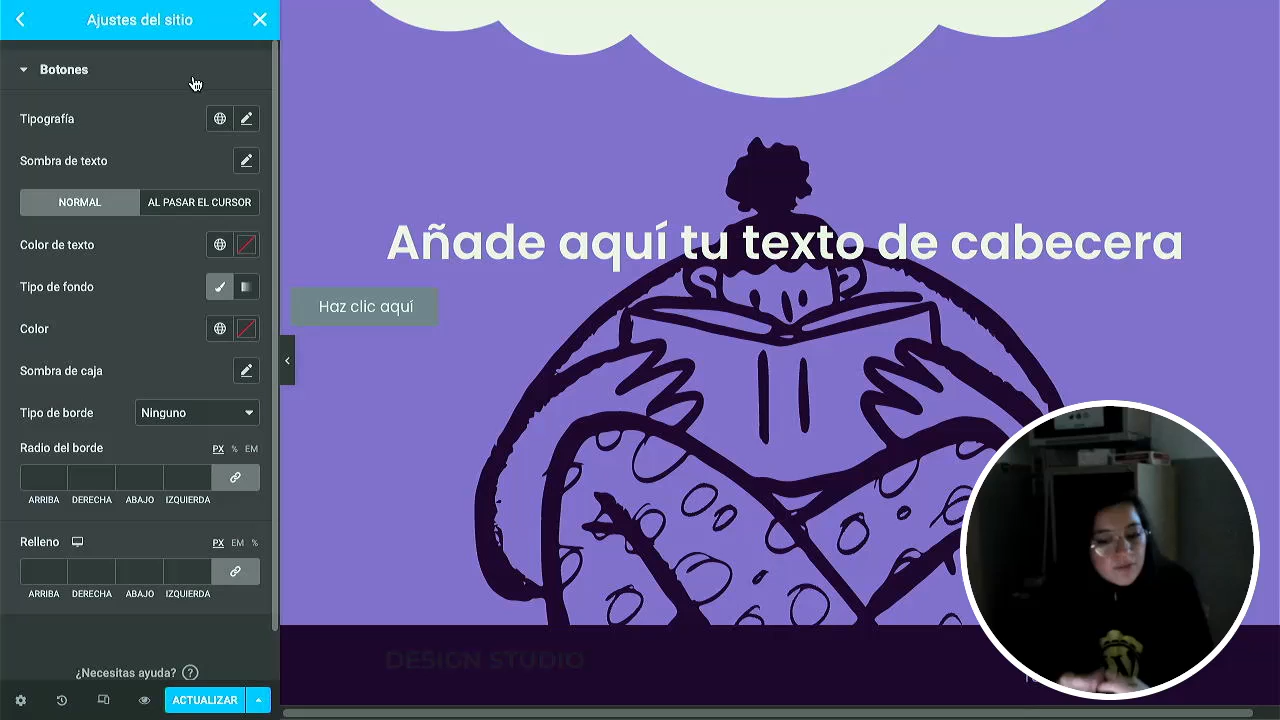 Ajustes del sitio
Botones
Tipografía
Sombra de texto
NORMAL
AL PASAR EL CURSOR
Color de texto
Tipo de fondo
Color
Sombra de caja
Tipo de borde
Ninguno
Radio del borde
PX % EM
ARRIBA DERECHA ABAJO IZQUIERDA
Relleno
PX EM %
ARRIBA DERECHA ABAJO IZQUIERDA
¿Necesitas ayuda? ?
ACTUALIZAR
Añade aquí tu texto de cabecera
Haz clic aquí
DESIGN STUDIO